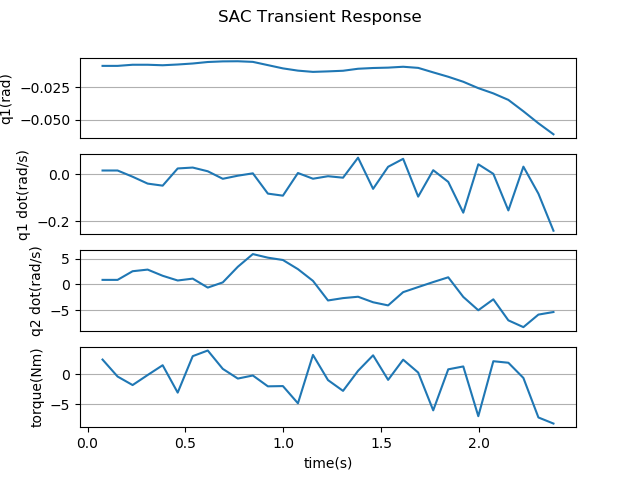 SAC Transient Response
q1(rad)
−0.025
−0.050
q1 dot(rad/s)
0.0
−0.2
q2 dot(rad/s)
5
0
−5
torque(Nm)
0
−5
0.0 0.5 1.0 1.5 2.0
time(s)